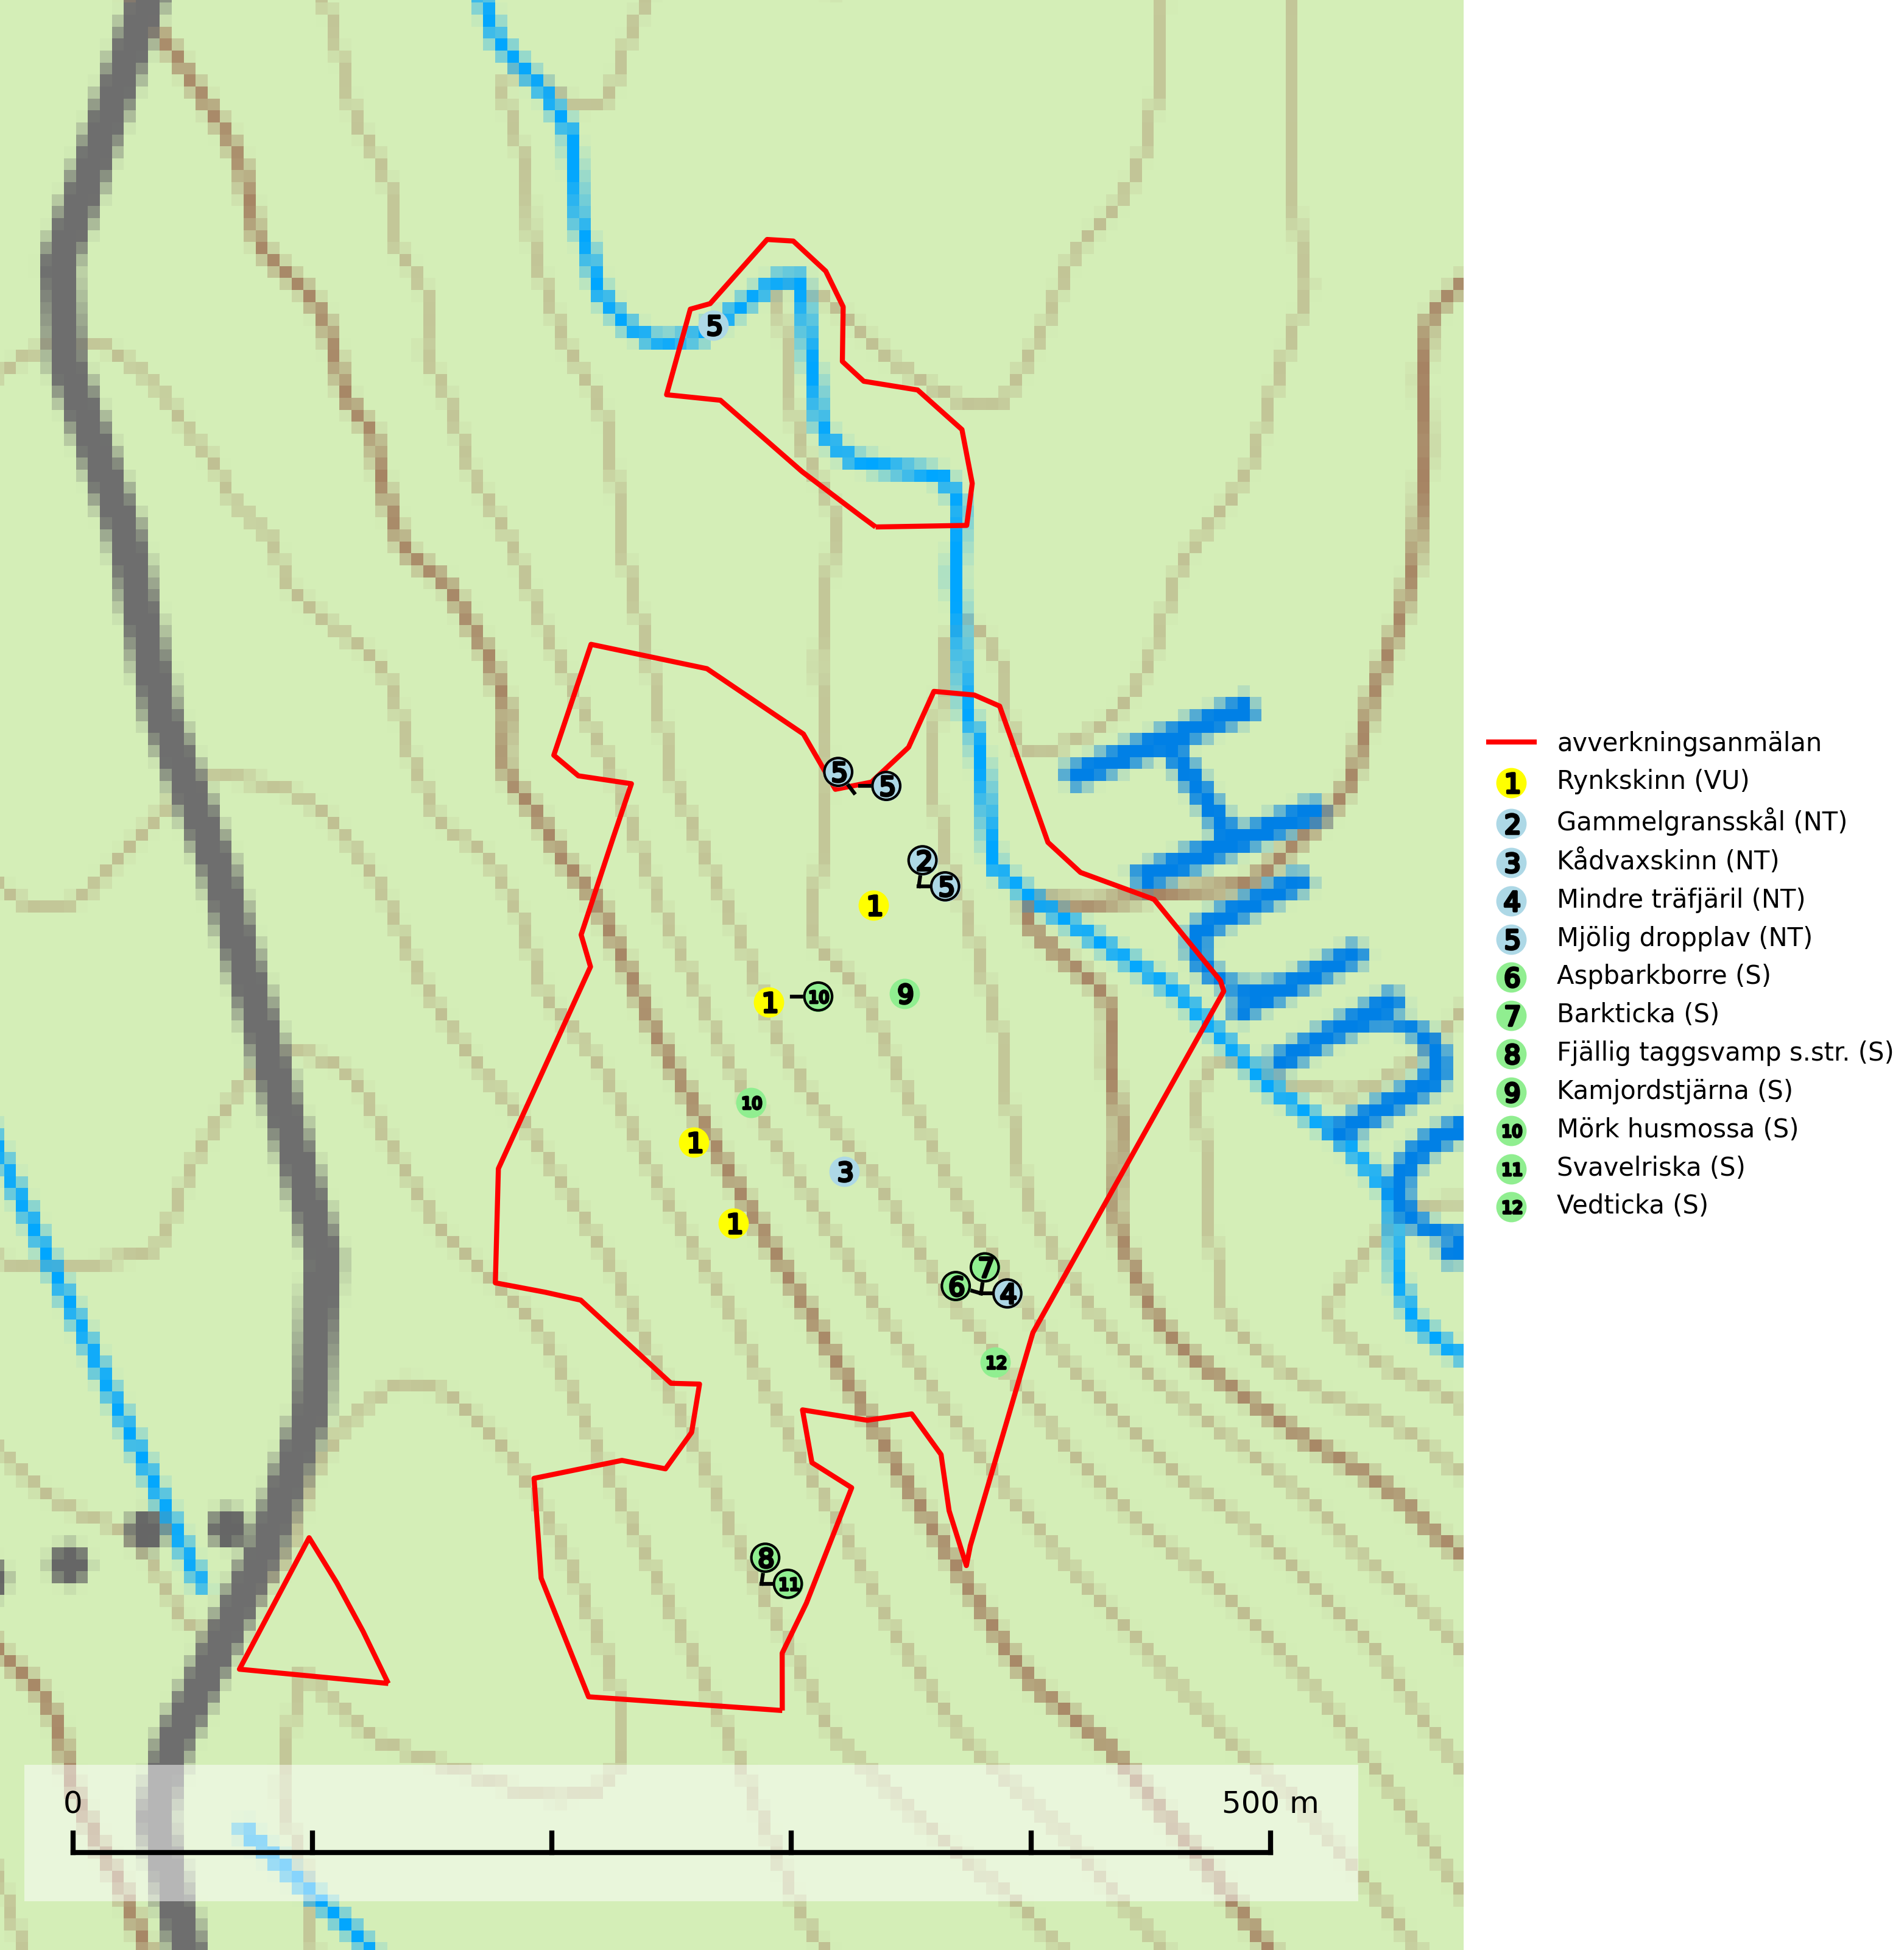 5
5
5
2
5
1
1
10
9
10
1
3
1
7
6
4
12
8
11
0
500 m
avverkningsanmälan
1 Rynkskinn (VU)
2 Gammelgransskål (NT)
3 Kådvaxskinn (NT)
4 Mindre träfjäril (NT)
5 Mjölig dropplav (NT)
6 Aspbarkborre (S)
7 Barkticka (S)
8 Fjällig taggsvamp s.str. (S)
9 Kamjordstjärna (S)
10 Mörk husmossa (S)
11 Svavelriska (S)
12 Vedticka (S)